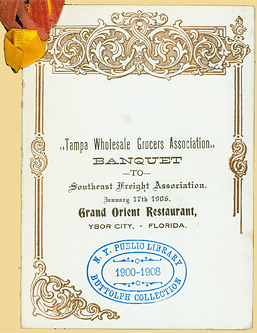 „Tampa Wholesale Grocers Association„
BANQUET
—TO—
Southeast Freight Association.
January 17th 1906.
Grand Orient Restaurant,
YBOR CITY, - FLORIDA.
N. Y. PUBLIC LIBRARY
1900-1908
BUTTOLPH COLLECTION